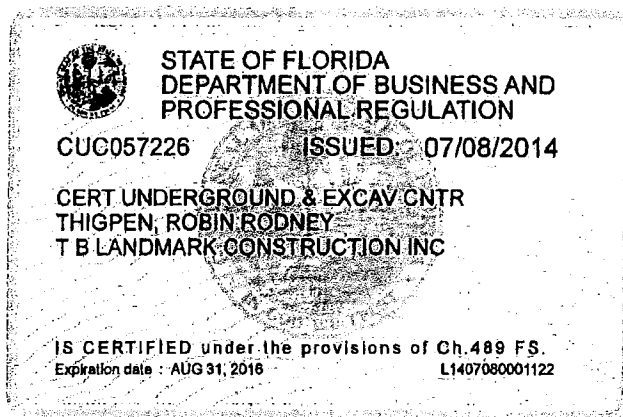 STATE OF FLORIDA
DEPARTMENT OF BUSINESS AND
PROFESSIONAL REGULATION
CUC057226 ISSUED: 07/08/2014
CERT UNDERGROUND & EXCAV CNTR
THIGPEN, ROBIN RODNEY
T B LANDMARK CONSTRUCTION INC
IS CERTIFIED under the provisions of Ch.489 FS.
Expiration date : AUG 31, 2016 L1407080001122